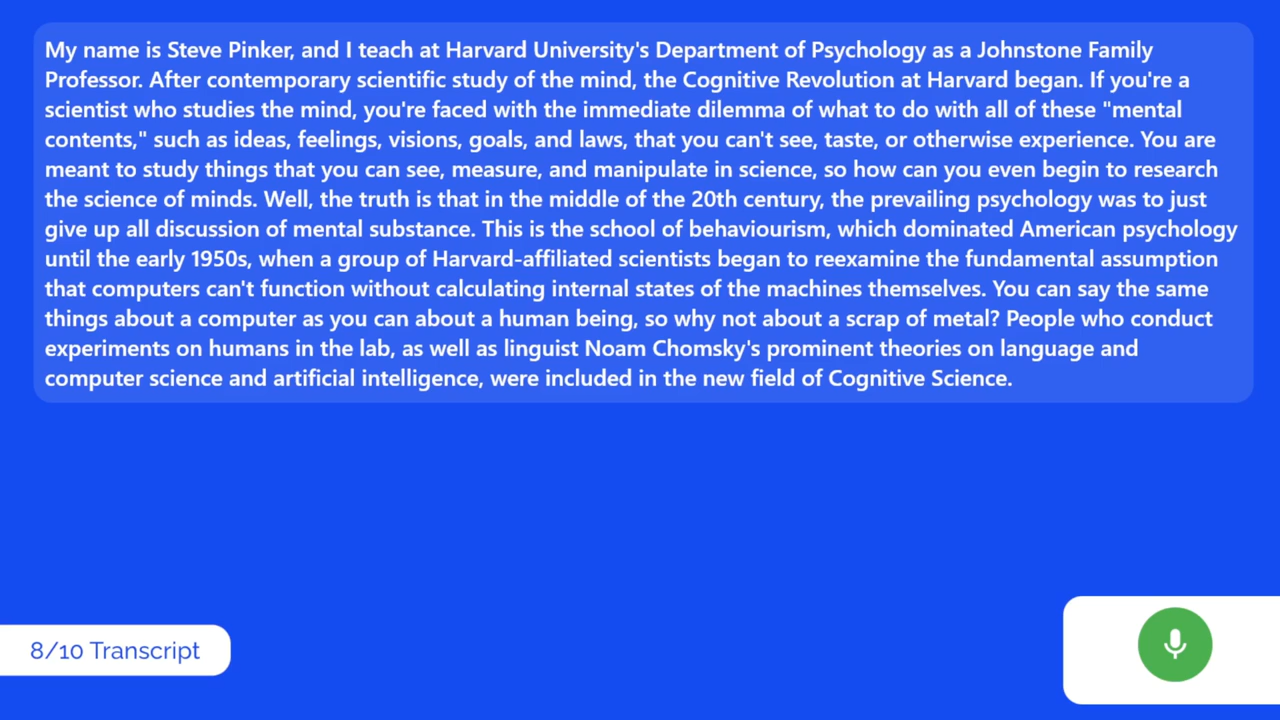 My name is Steve Pinker, and I teach at Harvard University's Department of Psychology as a Johnstone Family
Professor. After contemporary scientific study of the mind, the Cognitive Revolution at Harvard began. If you're a
scientist who studies the mind, you're faced with the immediate dilemma of what to do with all of these "mental
contents," such as ideas, feelings, visions, goals, and laws, that you can't see, taste, or otherwise experience. You are
meant to study things that you can see, measure, and manipulate in science, so how can you even begin to research
the science of minds. Well, the truth is that in the middle of the 20th century, the prevailing psychology was to just
give up all discussion of mental substance. This is the school of behaviourism, which dominated American psychology
until the early 1950s, when a group of Harvard-affiliated scientists began to reexamine the fundamental assumption
that computers can't function without calculating internal states of the machines themselves. You can say the same
things about a computer as you can about a human being, so why not about a scrap of metal? People who conduct
experiments on humans in the lab, as well as linguist Noam Chomsky's prominent theories on language and
computer science and artificial intelligence, were included in the new field of Cognitive Science.
8/10 Transcript